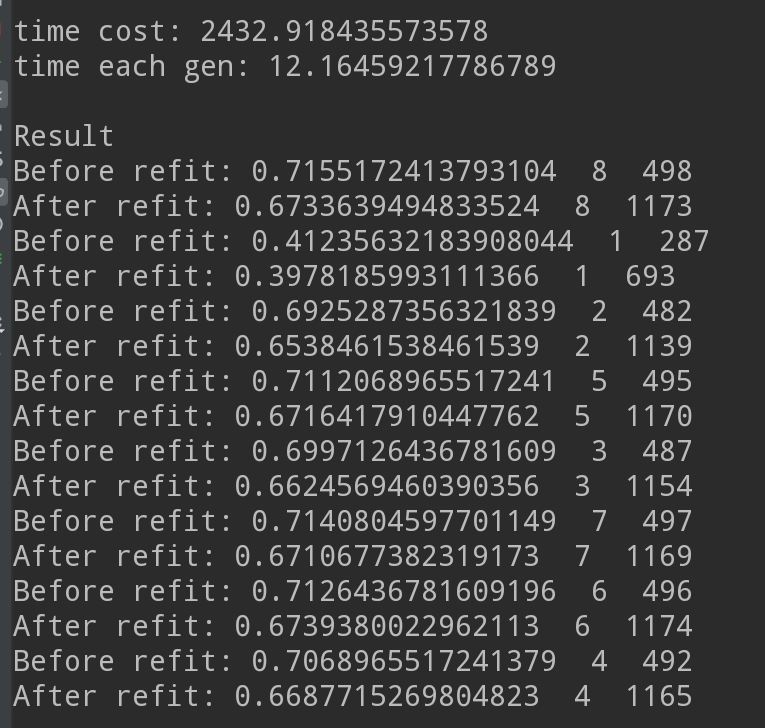 time cost: 2432.918435573578
time each gen: 12.16459217786789
Result
Before refit: 0.7155172413793104  8  498
After refit: 0.6733639494833524  8  1173
Before refit: 0.41235632183908044  1  287
After refit: 0.3978185993111366  1  693
Before refit: 0.6925287356321839  2  482
After refit: 0.6538461538461539  2  1139
Before refit: 0.7112068965517241  5  495
After refit: 0.6716417910447762  5  1170
Before refit: 0.6997126436781609  3  487
After refit: 0.6624569460390356  3  1154
Before refit: 0.7140804597701149  7  497
After refit: 0.6710677382319173  7  1169
Before refit: 0.7126436781609196  6  496
After refit: 0.6739380022962113  6  1174
Before refit: 0.7068965517241379  4  492
After refit: 0.6687715269804823  4  1165